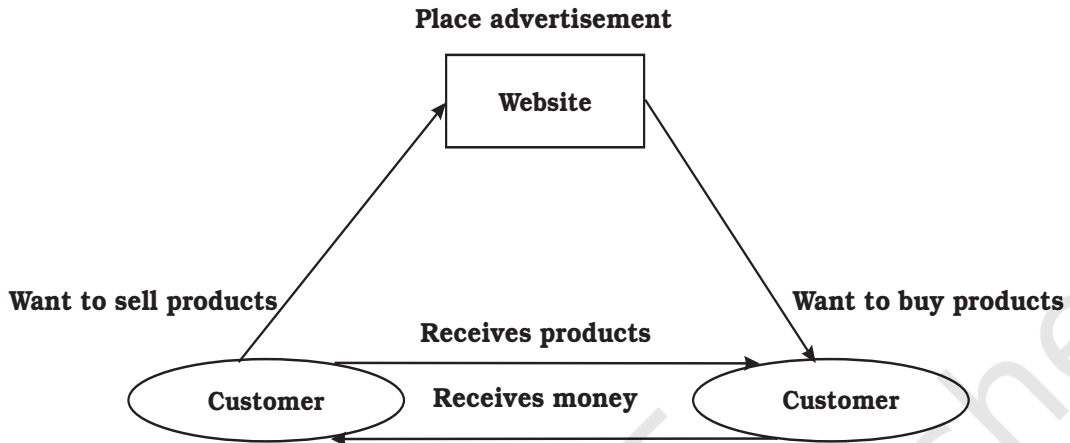 Place advertisement
Website
Want to sell products
Want to buy products
Receives products
Customer
Receives money
Customer